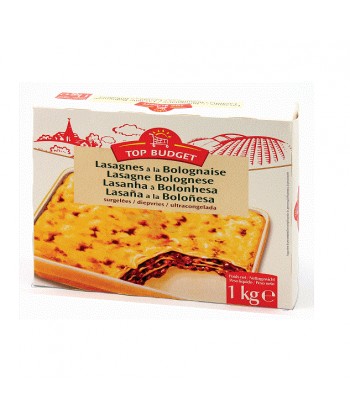 TOP BUDGET
Lasagnes à la Bolognaise
Lasagne Bolognese
Lasanha à Bolonhesa
Lasaña a la Boloñesa
surgelées / diepvries / ultracongelada
1 kg e